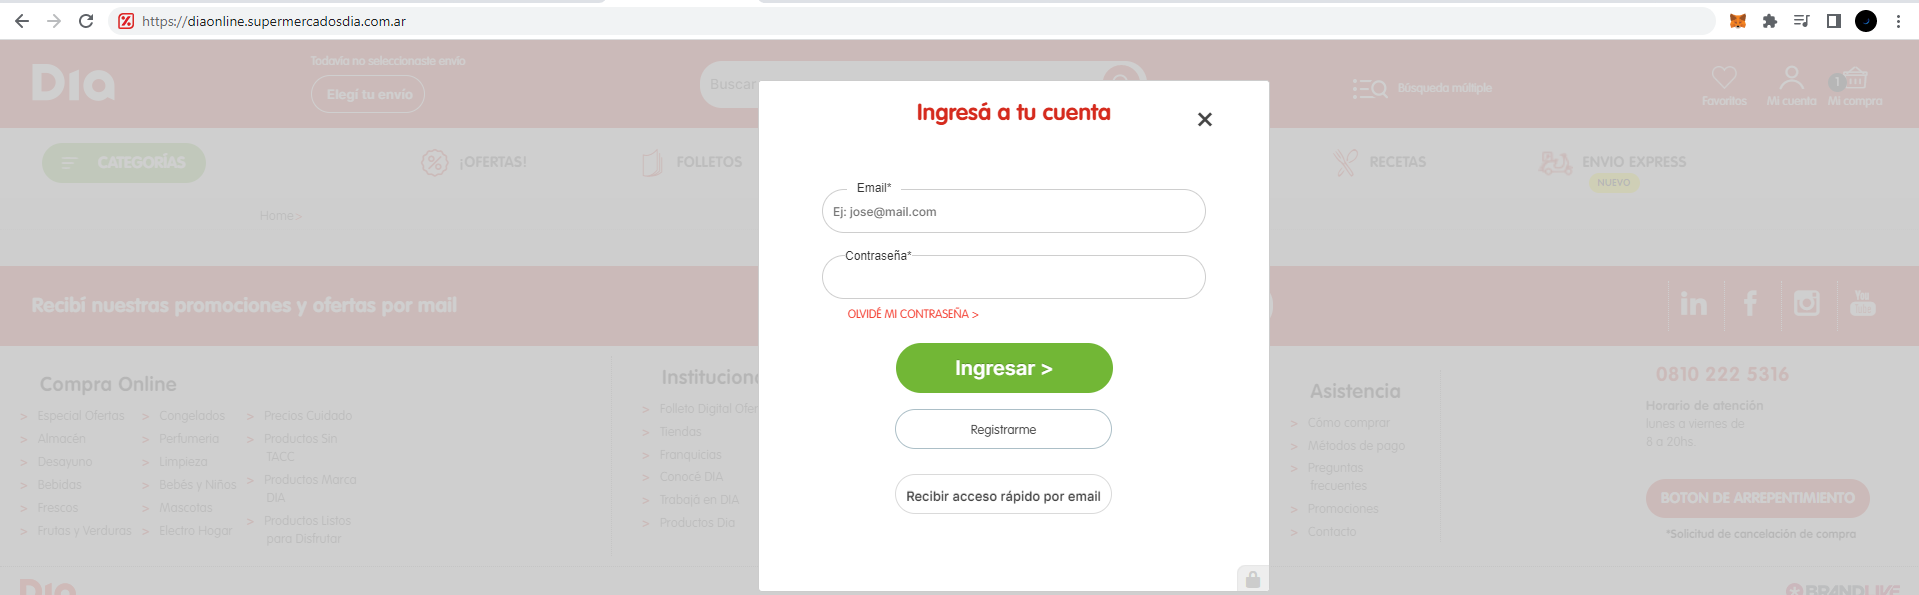 https://diaonline.supermercadosdia.com.ar
Dia
Todavía no seleccionaste envío
Elegí tu envío
Buscar
Búsqueda múltiple
Favoritos
Mi cuenta
1
Mi compra
CATEGORÍAS
¡OFERTAS!
FOLLETOS
RECETAS
ENVIO EXPRESS
NUEVO
Home>
Ingresá a tu cuenta
Email*
Ej: jose@mail.com
Contraseña*
OLVIDÉ MI CONTRASEÑA >
Ingresar >
Registrarme
Recibir acceso rápido por email
Recibí nuestras promociones y ofertas por mail
in
f
You Tube
Compra Online
> Especial Ofertas
> Almacén
> Desayuno
> Bebidas
> Frescos
> Frutas y Verduras
> Congelados
> Perfumería
> Limpieza
> Bebés y Niños
> Mascotas
> Electro Hogar
> Precios Cuidado
> Productos Sin
TACC
> Productos Marca
DIA
> Productos Listos
para Disfrutar
Instituciona
> Folleto Digital Ofer
> Tiendas
> Franquicias
> Conocé DIA
> Trabajá en DIA
> Productos Dia
Asistencia
> Cómo comprar
> Métodos de pago
> Preguntas
frecuentes
> Promociones
> Contacto
0810 222 5316
Horario de atención
lunes a viernes de
8 a 20hs.
BOTON DE ARREPENTIMIENTO
*Solicitud de cancelación de compra
Dia
BRANDLIVE